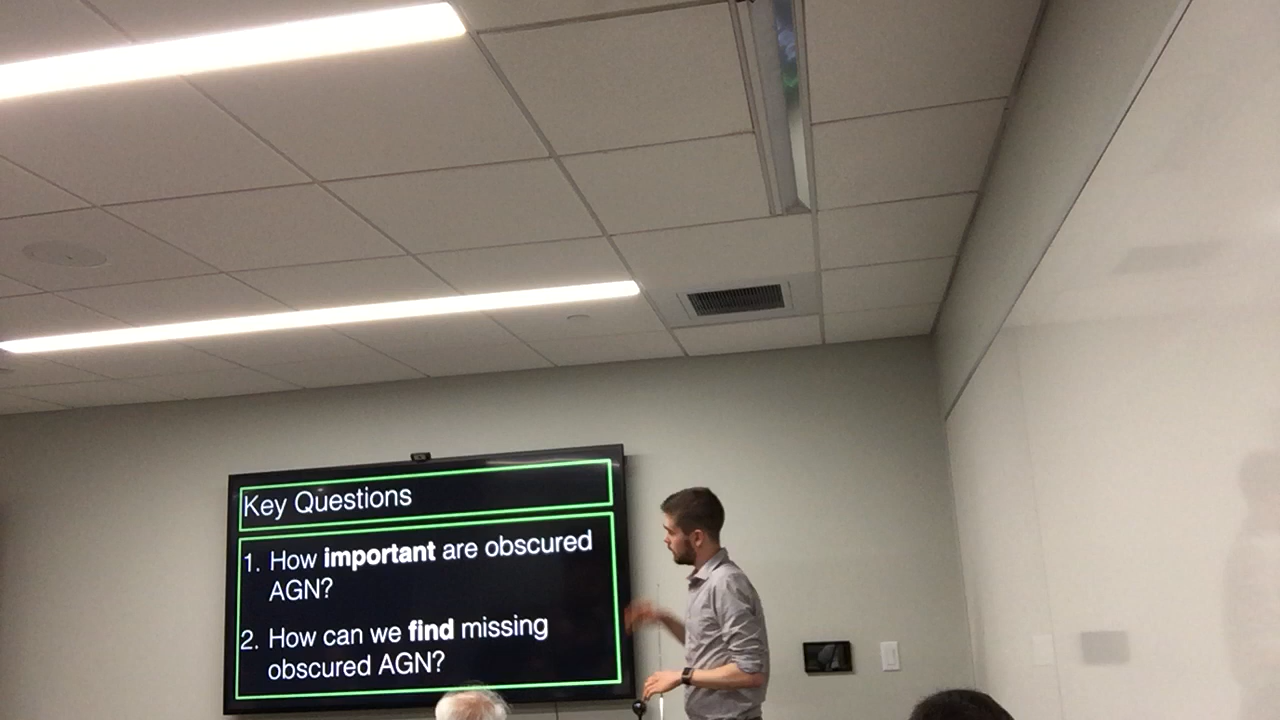 Key Questions
1. How important are obscured
AGN?
2. How can we find missing
obscured AGN?